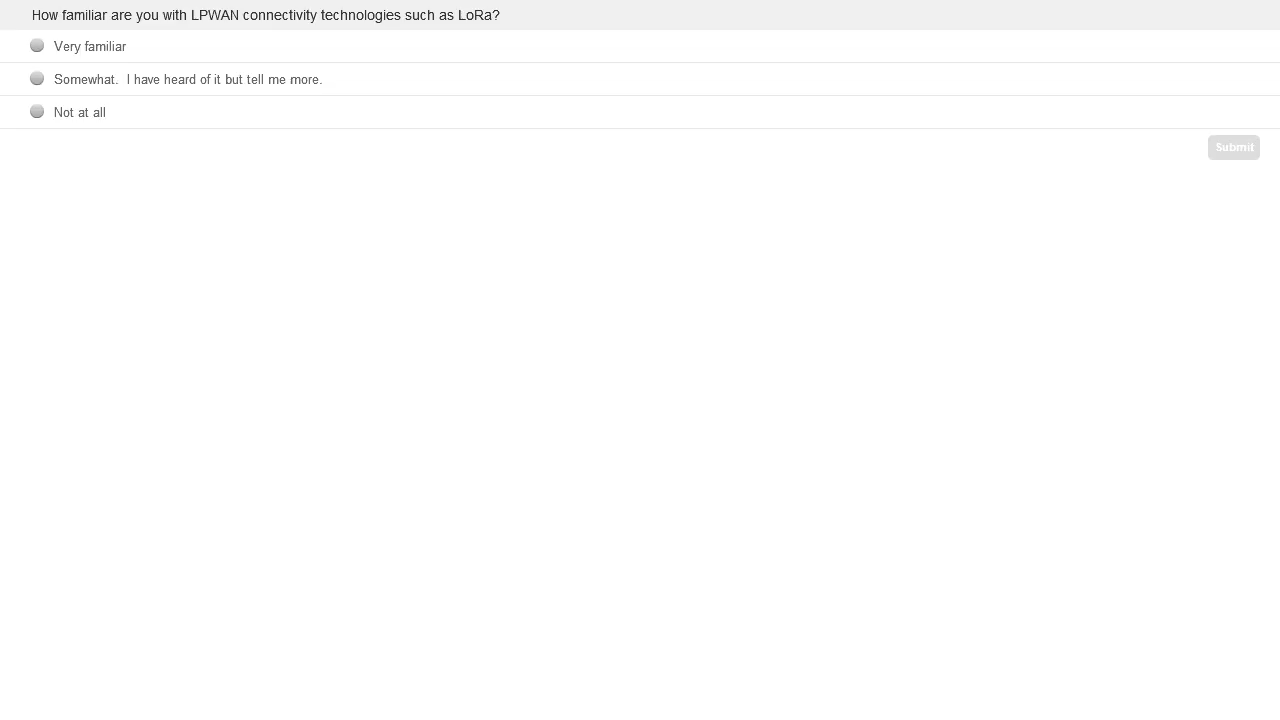 How familiar are you with LPWAN connectivity technologies such as LoRa?
Very familiar
Somewhat.  I have heard of it but tell me more.
Not at all
Submit